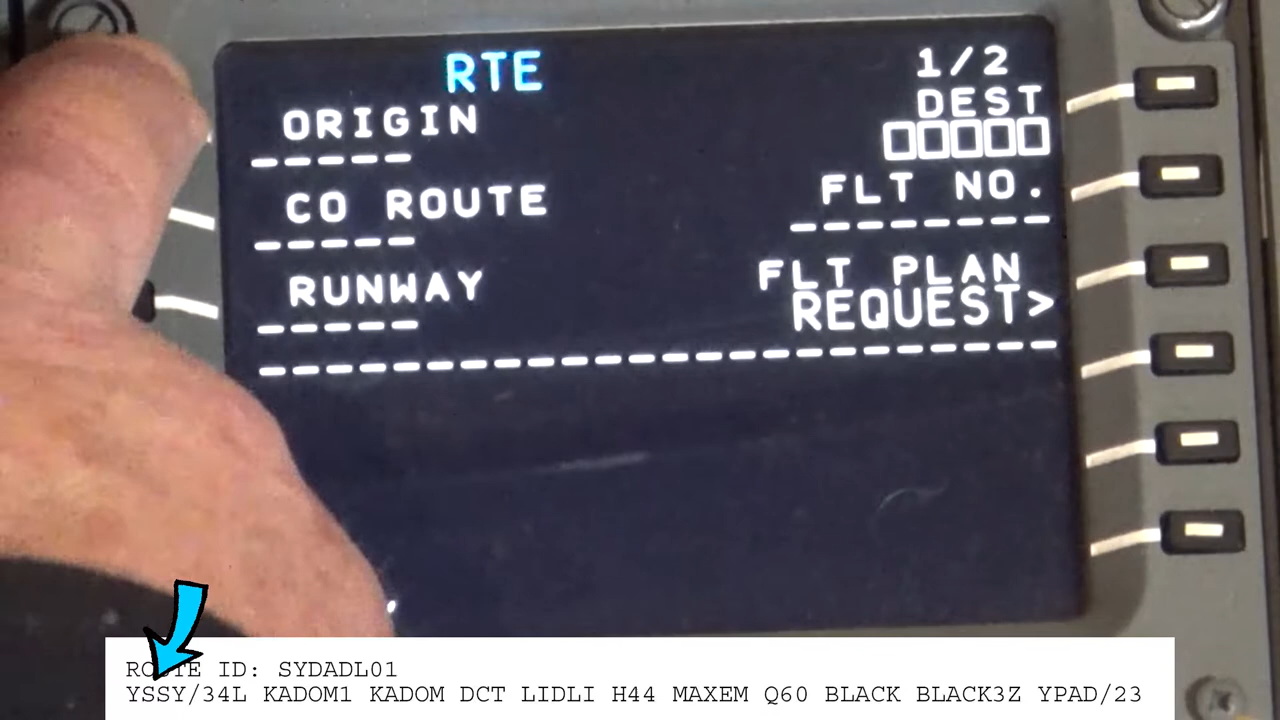 RTE 1/2
ORIGIN DEST
----- □□□□□
CO ROUTE FLT NO.
----- --------
RUNWAY FLT PLAN
----- REQUEST>
------------------------
ROUTE ID: SYDADL01
YSSY/34L KADOM1 KADOM DCT LIDLI H44 MAXEM Q60 BLACK BLACK3Z YPAD/23